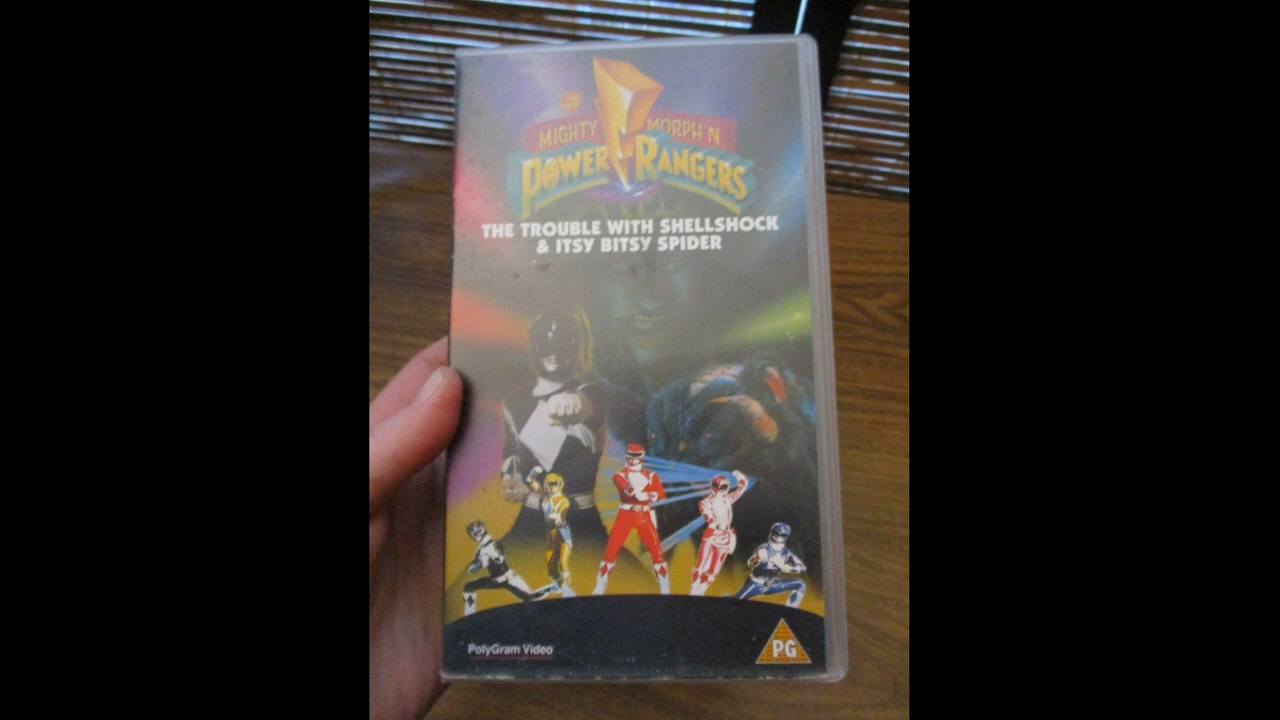 MIGHTY MORPH'N
POWER RANGERS
THE TROUBLE WITH SHELLSHOCK
& ITSY BITSY SPIDER
PolyGram Video
PG